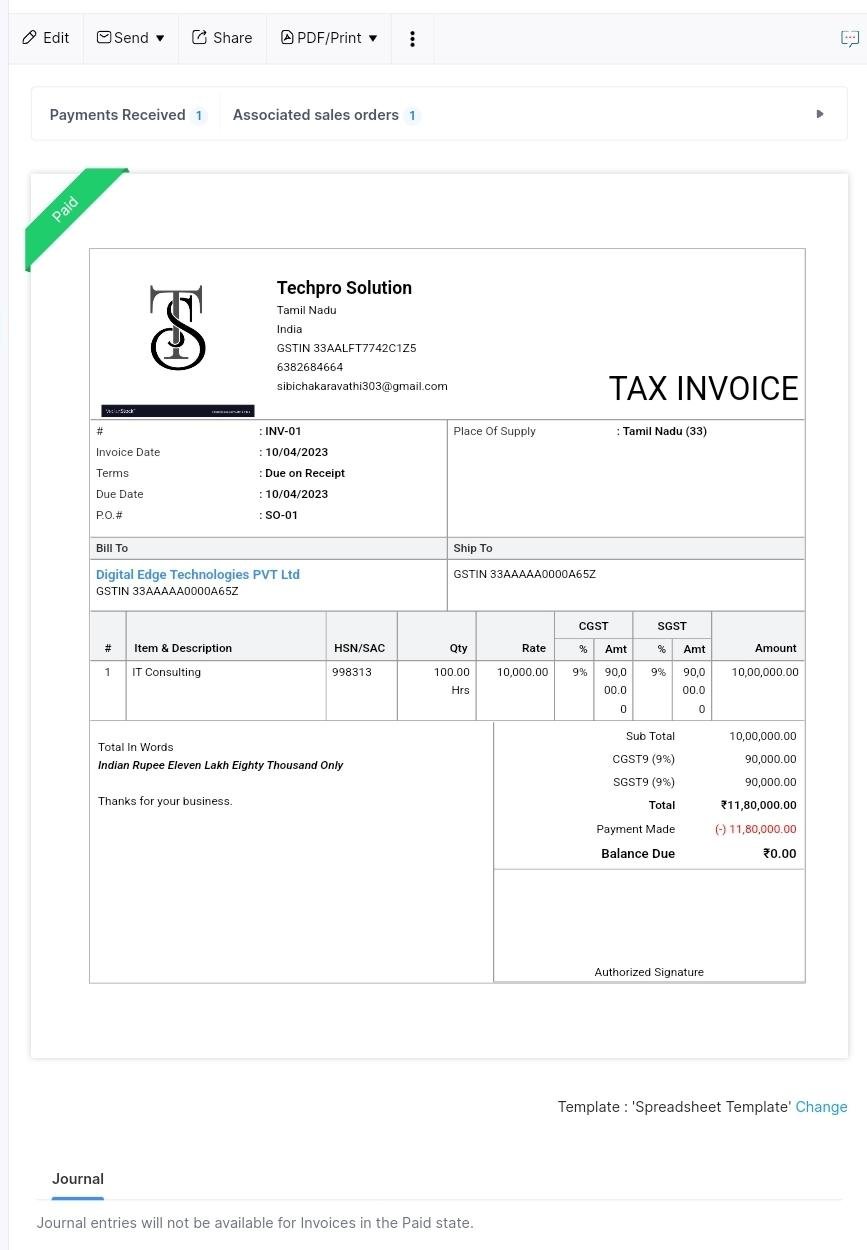 Edit Send Share PDF/Print
Payments Received 1 Associated sales orders 1
Paid
Techpro Solution
Tamil Nadu
India
GSTIN 33AALFT7742C1Z5
6382684664
sibichakaravathi303@gmail.com
TAX INVOICE
VectorStock
# : INV-01
Invoice Date : 10/04/2023
Terms : Due on Receipt
Due Date : 10/04/2023
P.O.# : SO-01
Place Of Supply : Tamil Nadu (33)
Bill To Ship To
Digital Edge Technologies PVT Ltd
GSTIN 33AAAAA0000A65Z
GSTIN 33AAAAA0000A65Z
CGST SGST
# Item & Description HSN/SAC Qty Rate % Amt % Amt Amount
1 IT Consulting 998313 100.00 10,000.00 9% 90,0 9% 90,0 10,00,000.00
Hrs 00.0 00.0
0 0
Total In Words
Indian Rupee Eleven Lakh Eighty Thousand Only
Thanks for your business.
Sub Total 10,00,000.00
CGST9 (9%) 90,000.00
SGST9 (9%) 90,000.00
Total ₹11,80,000.00
Payment Made (-) 11,80,000.00
Balance Due ₹0.00
Authorized Signature
Template : 'Spreadsheet Template' Change
Journal
Journal entries will not be available for Invoices in the Paid state.